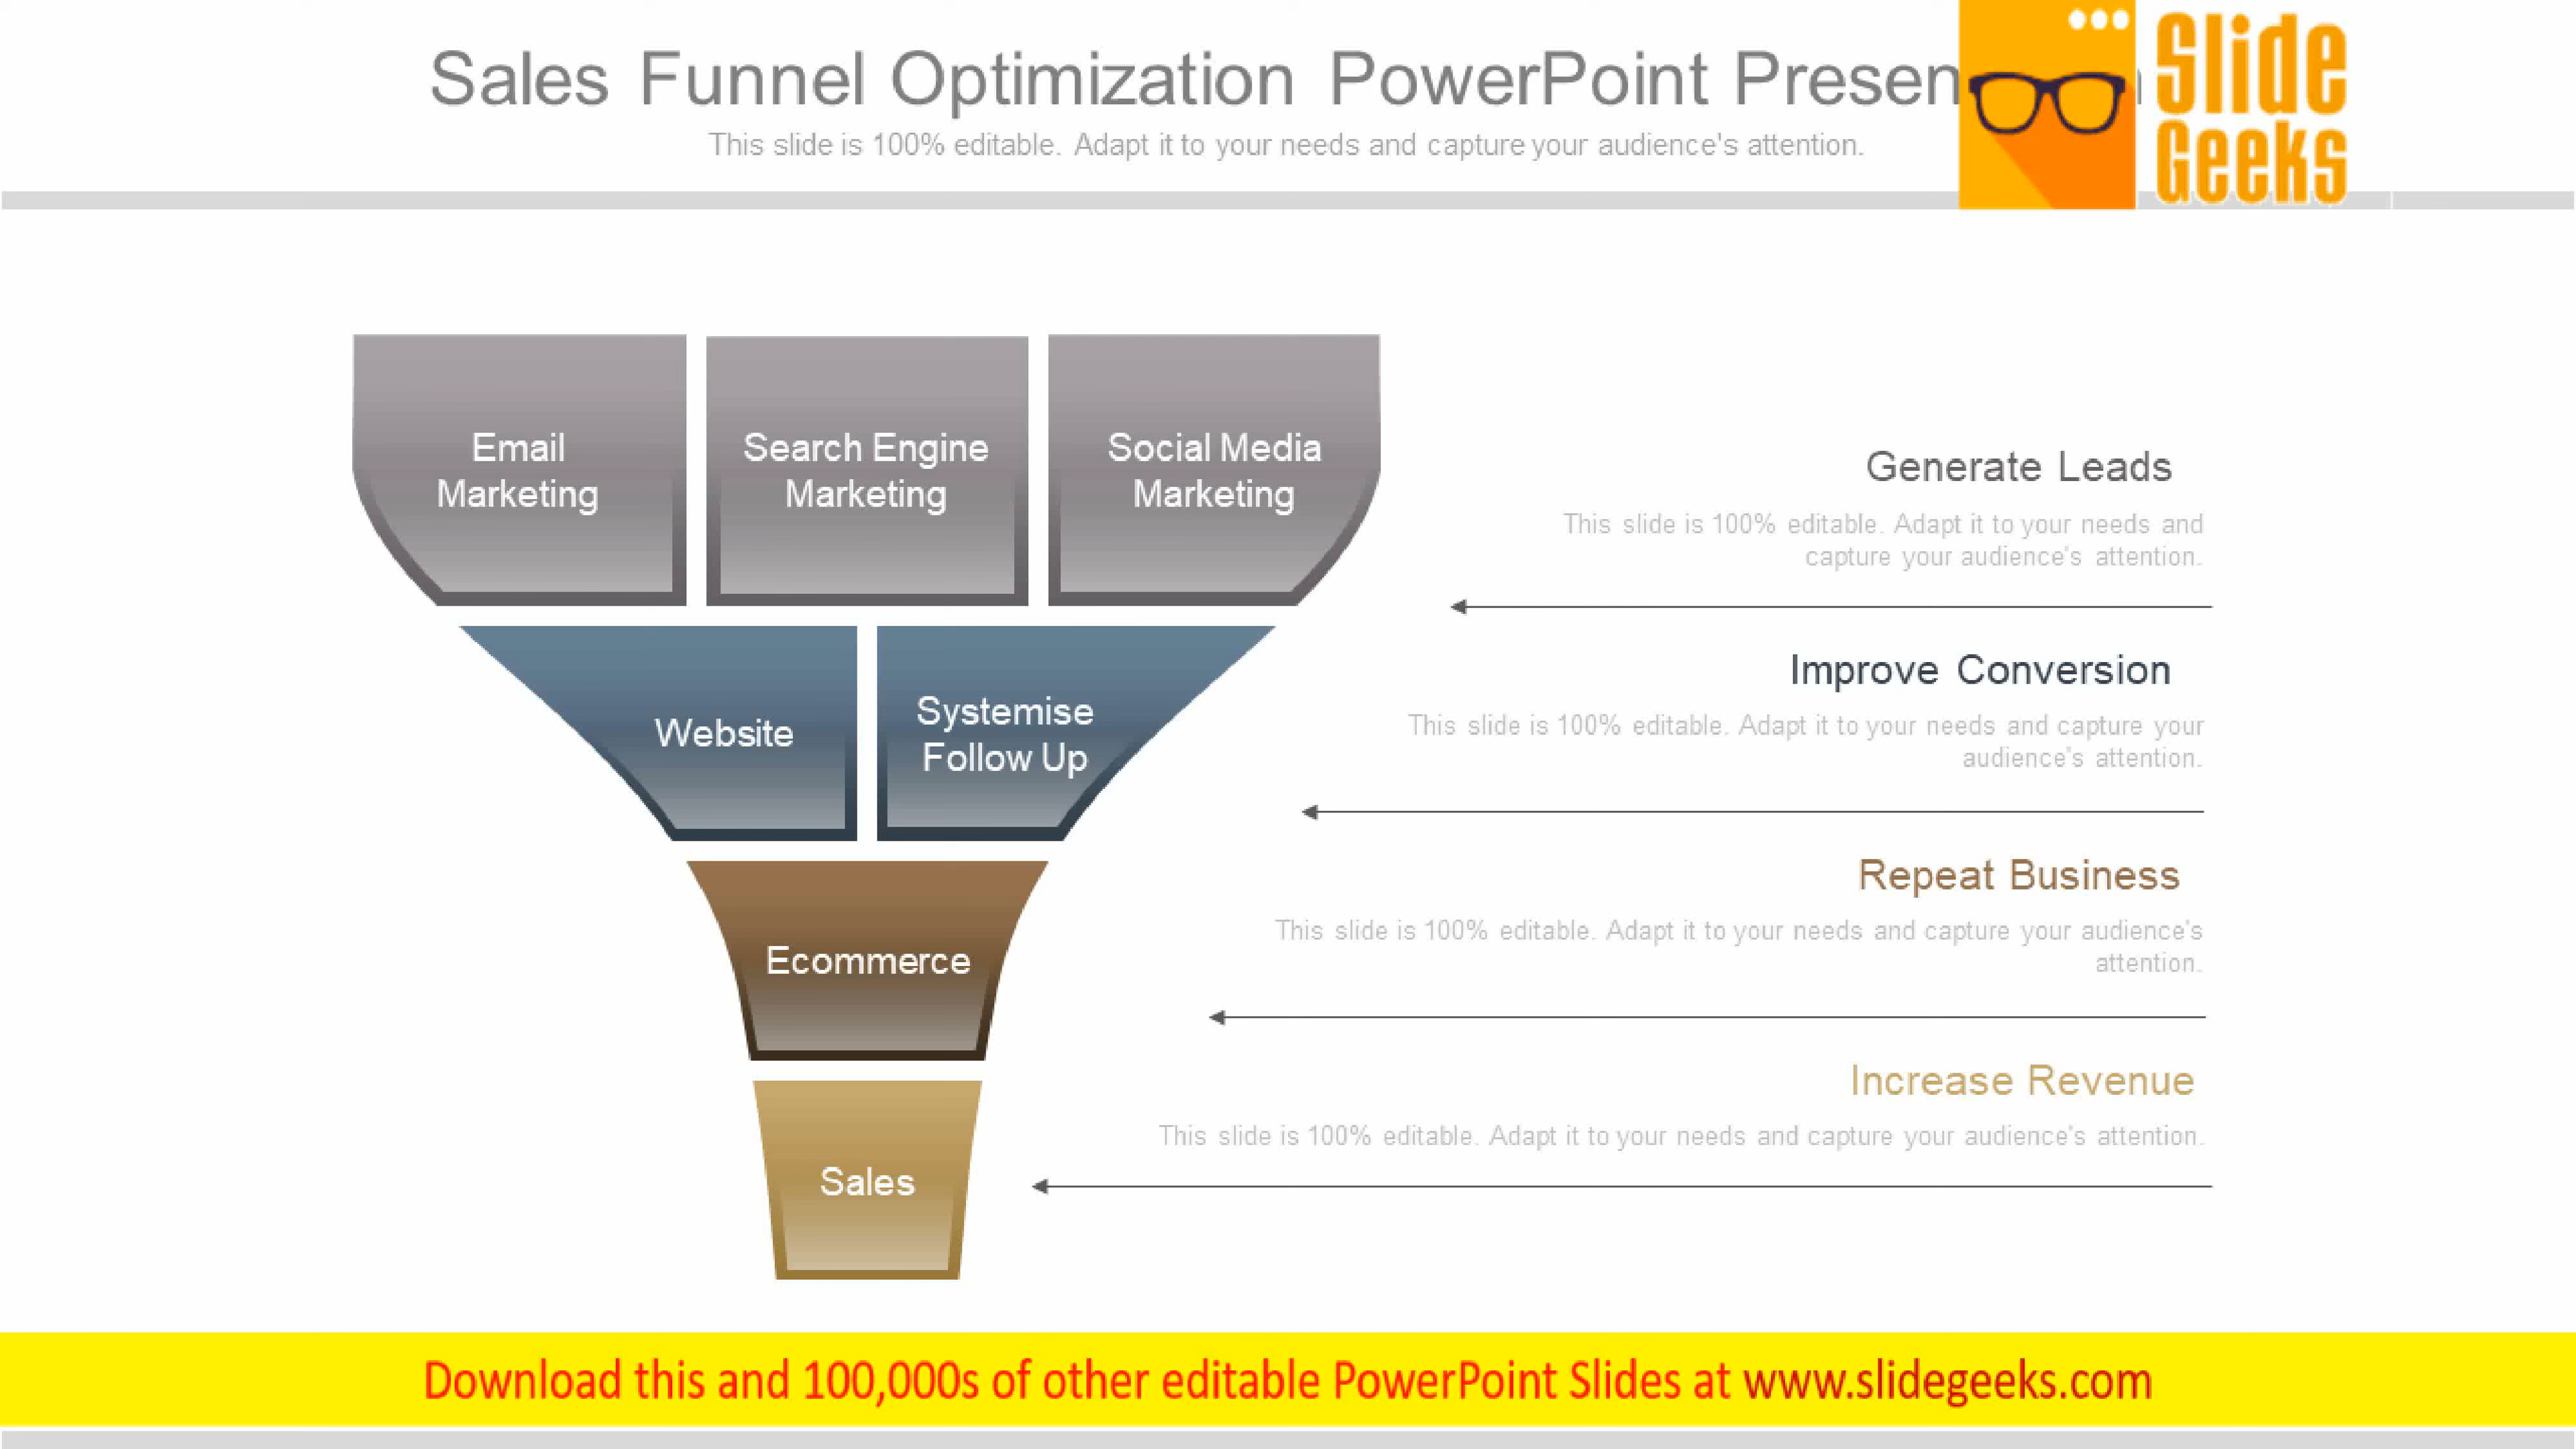 Sales Funnel Optimization PowerPoint Presen
This slide is 100% editable. Adapt it to your needs and capture your audience's attention.
Slide
Geeks
Email
Marketing
Search Engine
Marketing
Social Media
Marketing
Generate Leads
This slide is 100% editable. Adapt it to your needs and
capture your audience's attention.
Website
Systemise
Follow Up
Improve Conversion
This slide is 100% editable. Adapt it to your needs and capture your
audience's attention.
Ecommerce
Repeat Business
This slide is 100% editable. Adapt it to your needs and capture your audience's
attention.
Sales
Increase Revenue
This slide is 100% editable. Adapt it to your needs and capture your audience's attention.
Download this and 100,000s of other editable PowerPoint Slides at www.slidegeeks.com